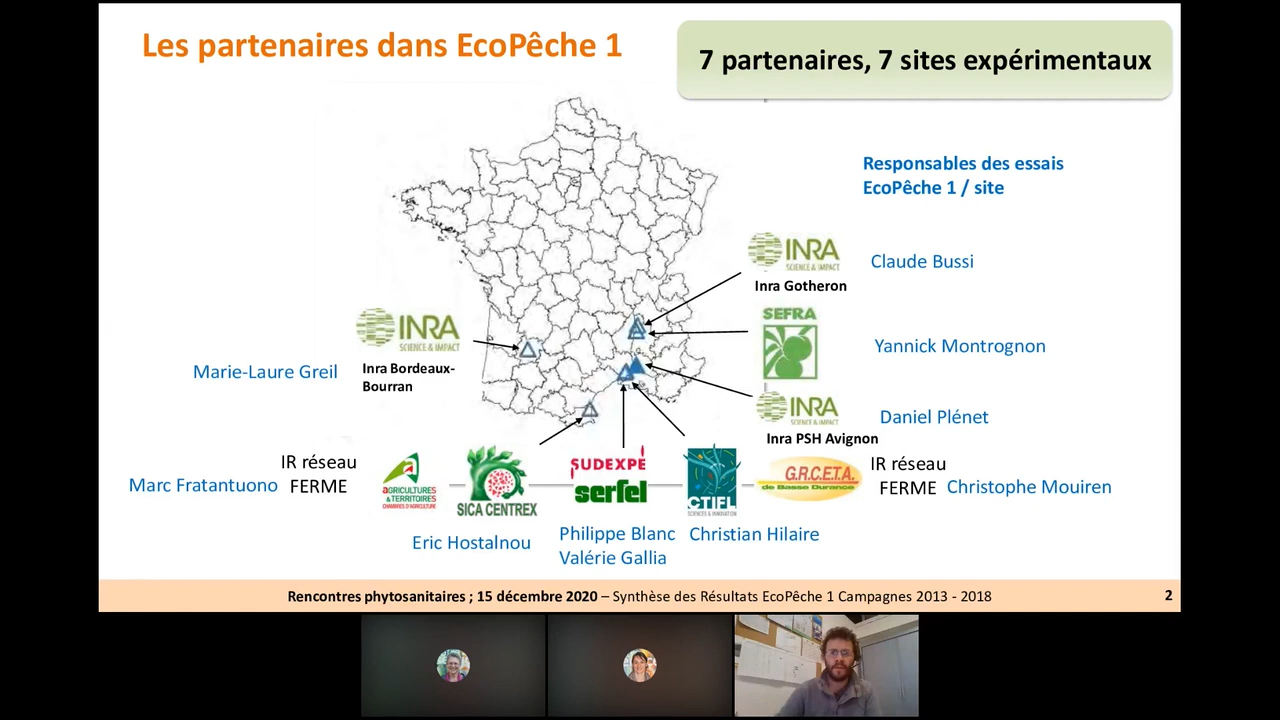 Les partenaires dans EcoPêche 1
7 partenaires, 7 sites expérimentaux
Responsables des essais
EcoPêche 1 / site
INRA
SCIENCE & IMPACT
Claude Bussi
Inra Gotheron
SEFRA
Yannick Montrognon
INRA
SCIENCE & IMPACT
Marie-Laure Greil
Inra Bordeaux-
Bourran
INRA
SCIENCE & IMPACT
Daniel Plénet
Inra PSH Avignon
Marc Fratantuono
IR réseau
FERME
AGRICULTURES
& TERRITOIRES
CHAMBRES D'AGRICULTURE
SICA CENTREX
SUDEXPÉ
serfel
CTIFL
SCIENCES & INNOVATION
G.R.C.E.T.A.
de Basse Durance
IR réseau
FERME
Christophe Mouiren
Eric Hostalnou
Philippe Blanc
Valérie Gallia
Christian Hilaire
Rencontres phytosanitaires ; 15 décembre 2020 – Synthèse des Résultats EcoPêche 1 Campagnes 2013 - 2018
2